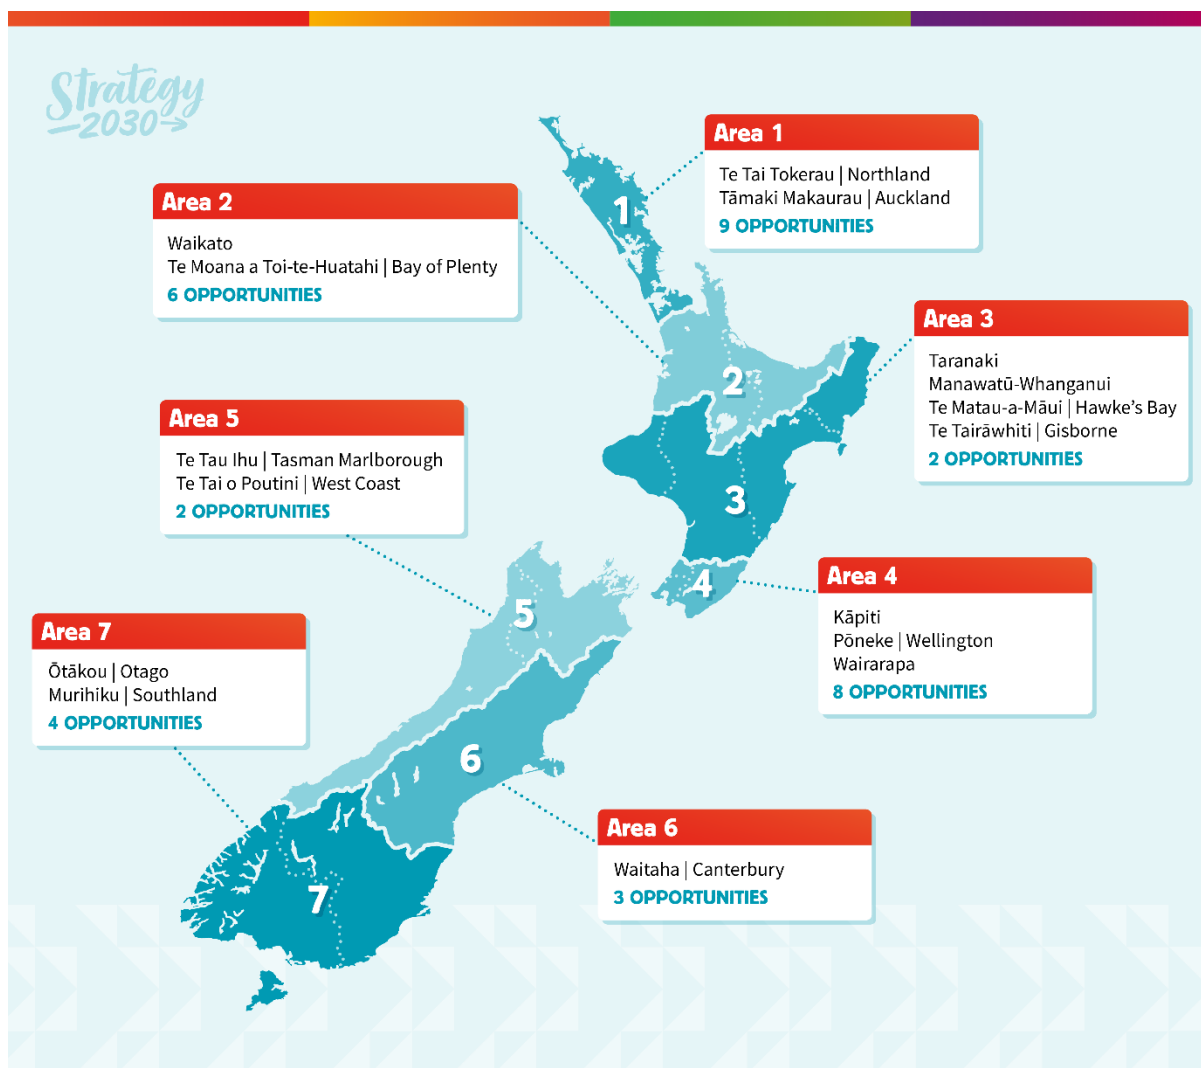 Strategy
2030
Area 1
Te Tai Tokerau | Northland
Tāmaki Makaurau | Auckland
9 OPPORTUNITIES
Area 2
Waikato
Te Moana a Toi-te-Huatahi | Bay of Plenty
6 OPPORTUNITIES
Area 3
Taranaki
Manawatū-Whanganui
Te Matau-a-Māui | Hawke's Bay
Te Tairāwhiti | Gisborne
2 OPPORTUNITIES
Area 5
Te Tau Ihu | Tasman Marlborough
Te Tai o Poutini | West Coast
2 OPPORTUNITIES
Area 4
Kāpiti
Pōneke | Wellington
Wairarapa
8 OPPORTUNITIES
Area 7
Ōtākou | Otago
Murihiku | Southland
4 OPPORTUNITIES
Area 6
Waitaha | Canterbury
3 OPPORTUNITIES
1
2
3
4
5
6
7